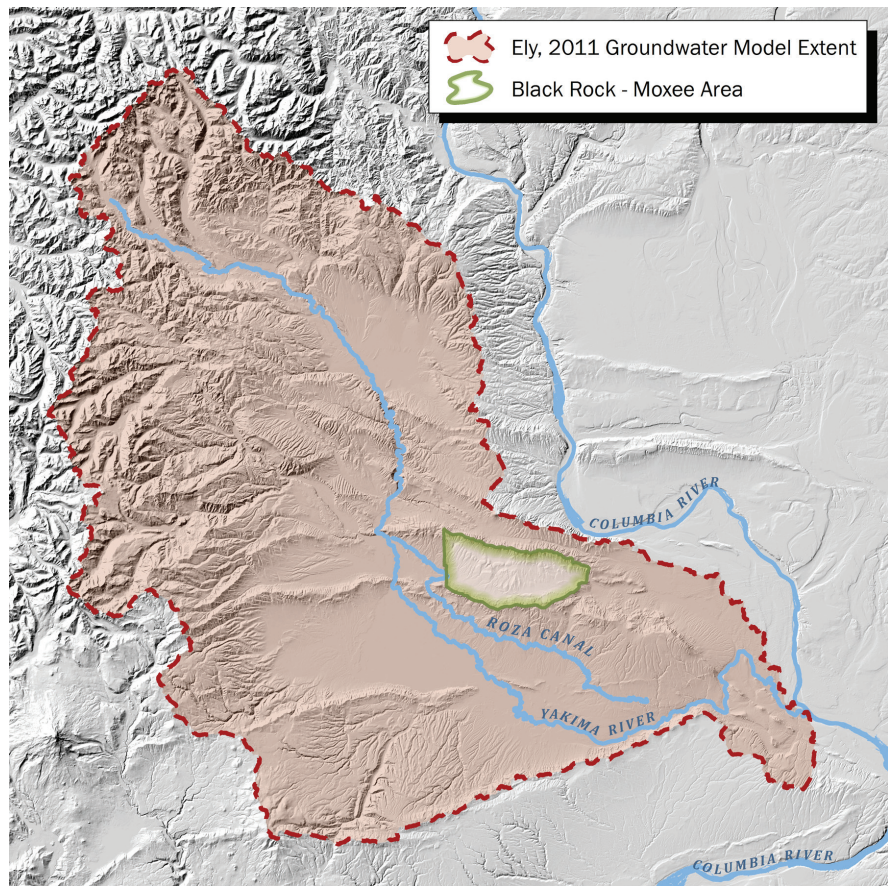 Ely, 2011 Groundwater Model Extent
Black Rock - Moxee Area
COLUMBIA RIVER
ROZA CANAL
YAKIMA RIVER
COLUMBIA RIVER